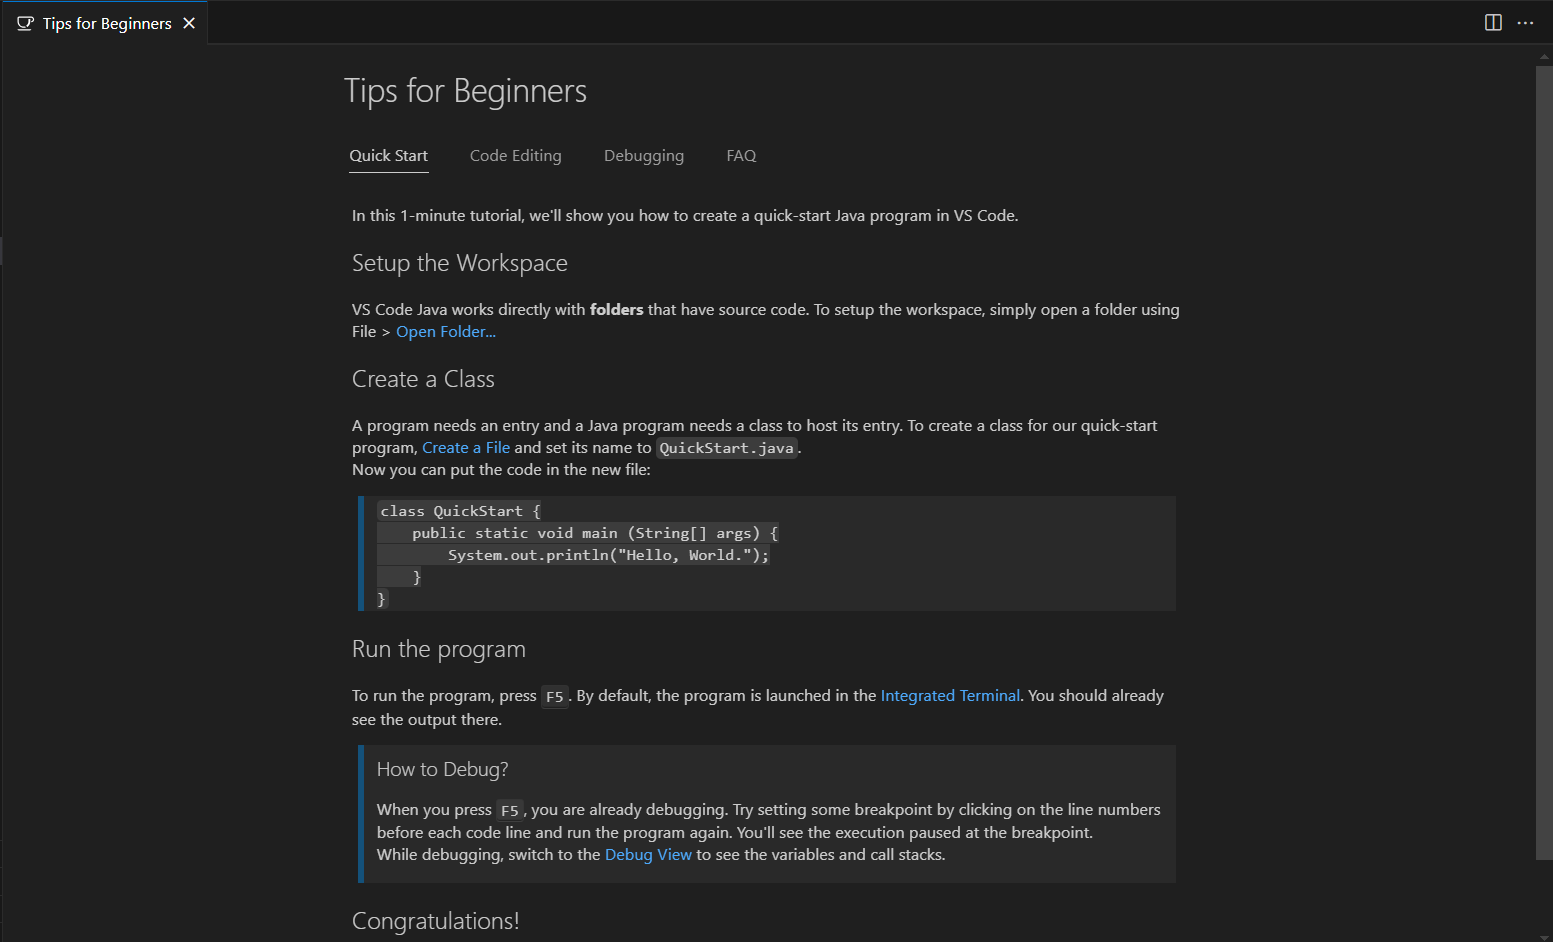 Tips for Beginners
Tips for Beginners
Quick Start Code Editing Debugging FAQ
In this 1-minute tutorial, we'll show you how to create a quick-start Java program in VS Code.
Setup the Workspace
VS Code Java works directly with folders that have source code. To setup the workspace, simply open a folder using
File > Open Folder...
Create a Class
A program needs an entry and a Java program needs a class to host its entry. To create a class for our quick-start
program, Create a File and set its name to QuickStart.java.
Now you can put the code in the new file:
class QuickStart {
    public static void main (String[] args) {
        System.out.println("Hello, World.");
    }
}
Run the program
To run the program, press F5. By default, the program is launched in the Integrated Terminal. You should already
see the output there.
How to Debug?
When you press F5, you are already debugging. Try setting some breakpoint by clicking on the line numbers
before each code line and run the program again. You'll see the execution paused at the breakpoint.
While debugging, switch to the Debug View to see the variables and call stacks.
Congratulations!